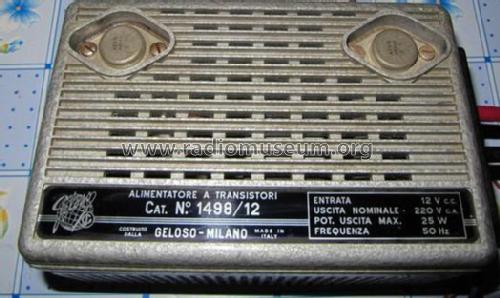 www.radiomuseum.org
ALIMENTATORE A TRANSISTORI
CAT. N° 1498/12
COSTRUITO DALLA GELOSO-MILANO MADE IN ITALY
ENTRATA 12 V C.C.
USCITA NOMINALE - 220 V C.A.
POT. USCITA MAX. 25 W
FREQUENZA 50 Hz